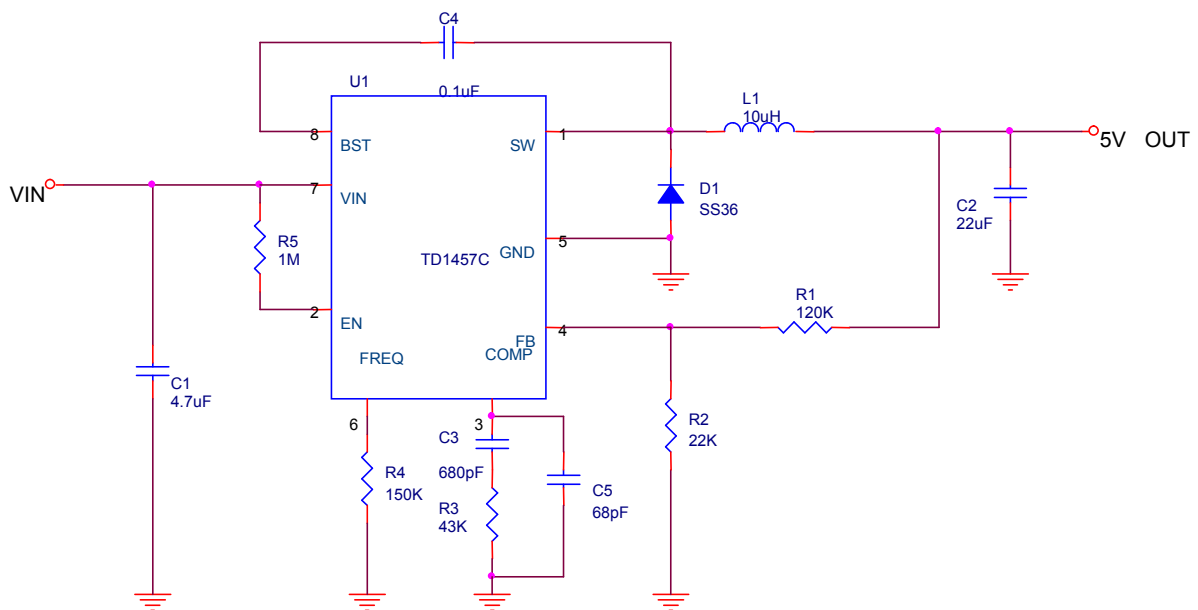 C4
0.1uF
U1
8
BST
SW
1
L1
10uH
5V OUT
VIN
7
VIN
D1
SS36
C2
22uF
R5
1M
TD1457C
GND
5
R1
120K
2
EN
FB
4
COMP
FREQ
C1
4.7uF
6
3
R4
150K
C3
680pF
R3
43K
C5
68pF
R2
22K